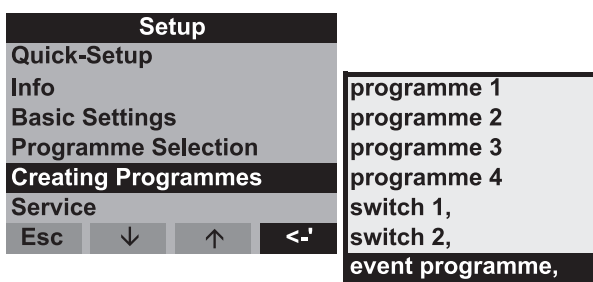 Setup
Quick-Setup
Info
Basic Settings
Programme Selection
Creating Programmes
Service
Esc ↓ ↑ <-'
programme 1
programme 2
programme 3
programme 4
switch 1,
switch 2,
event programme,